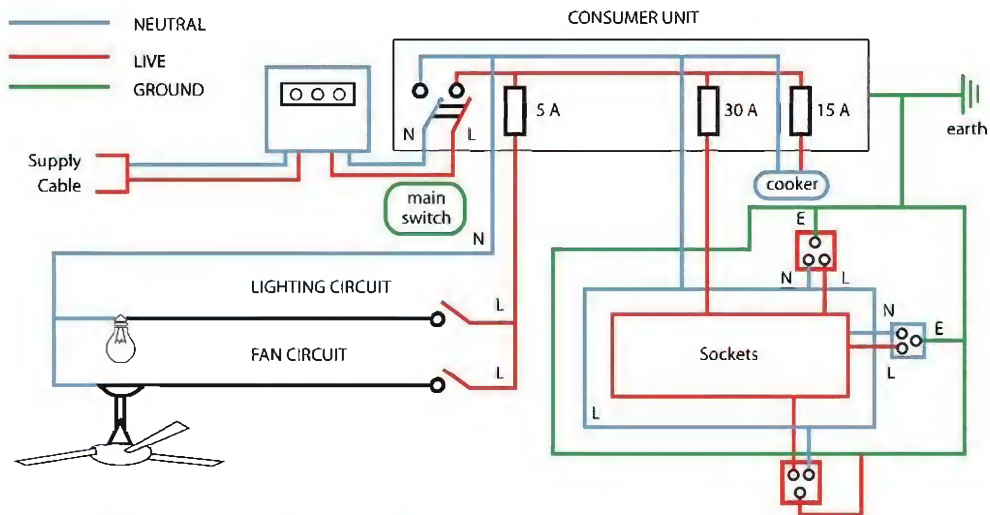 CONSUMER UNIT
NEUTRAL
LIVE
GROUND
5 A
30 A
15 A
N
L
earth
Supply
Cable
main
switch
cooker
N
E
LIGHTING CIRCUIT
L
N
L
N
E
FAN CIRCUIT
L
Sockets
L
L